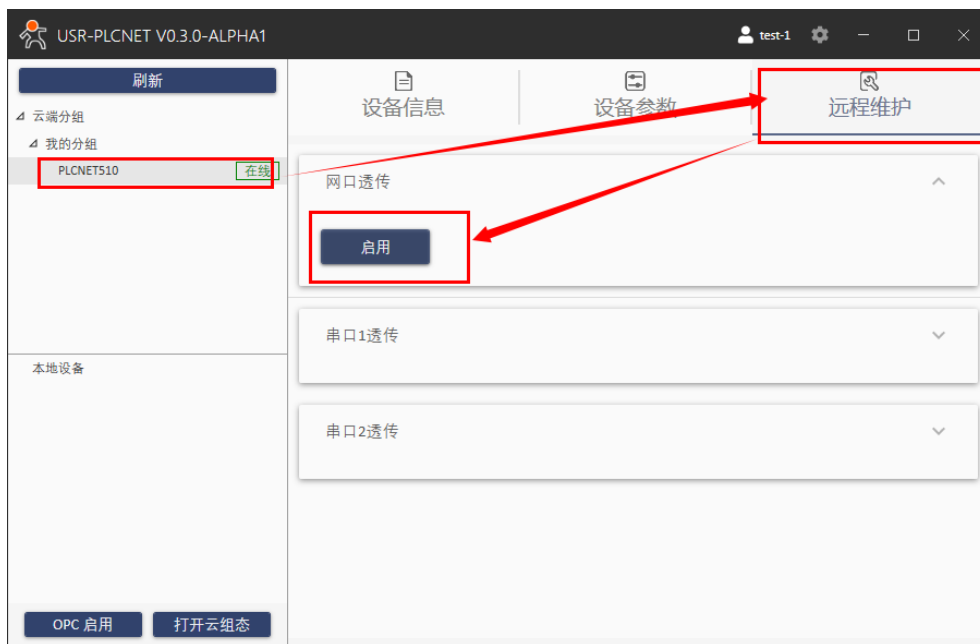 USR-PLCNET V0.3.0-ALPHA1
test-1
刷新
云端分组
我的分组
PLCNET510
在线
设备信息
设备参数
远程维护
网口透传
启用
串口1透传
串口2透传
本地设备
OPC 启用
打开云组态